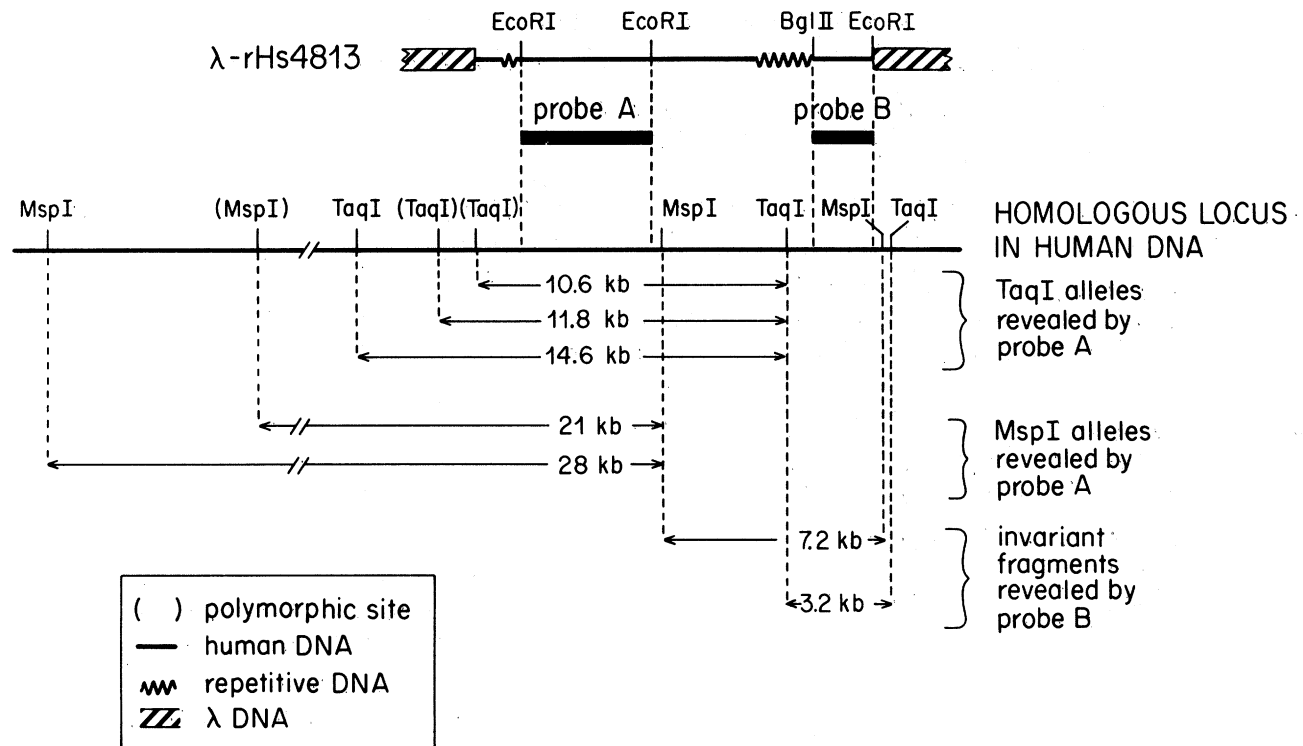 EcoRI EcoRI BglII EcoRI
λ-rHs4813
probe A probe B
MspI (MspI) TaqI (TaqI)(TaqI) MspI TaqI MspI TaqI
HOMOLOGOUS LOCUS
IN HUMAN DNA
10.6 kb
11.8 kb
14.6 kb
TaqI alleles
revealed by
probe A
21 kb
28 kb
MspI alleles
revealed by
probe A
7.2 kb
3.2 kb
invariant
fragments
revealed by
probe B
( ) polymorphic site
human DNA
repetitive DNA
λ DNA